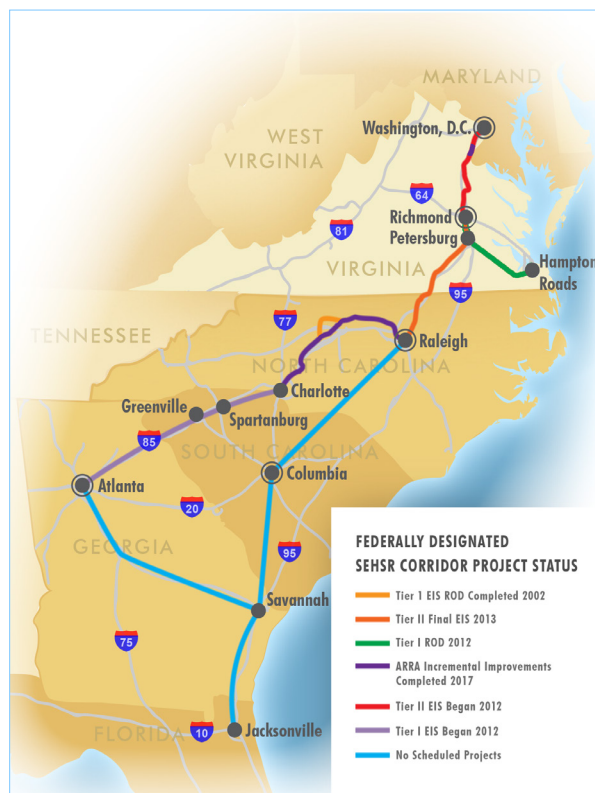 MARYLAND
Washington, D.C.
WEST
VIRGINIA
64
Richmond
81
Petersburg
VIRGINIA
Hampton
Roads
95
77
TENNESSEE
Raleigh
NORTH CAROLINA
Charlotte
Greenville
Spartanburg
85
SOUTH CAROLINA
Columbia
Atlanta
20
GEORGIA
95
Savannah
75
FLORIDA
10
Jacksonville
FEDERALLY DESIGNATED
SEHSR CORRIDOR PROJECT STATUS
Tier 1 EIS ROD Completed 2002
Tier II Final EIS 2013
Tier I ROD 2012
ARRA Incremental Improvements
Completed 2017
Tier II EIS Began 2012
Tier I EIS Began 2012
No Scheduled Projects